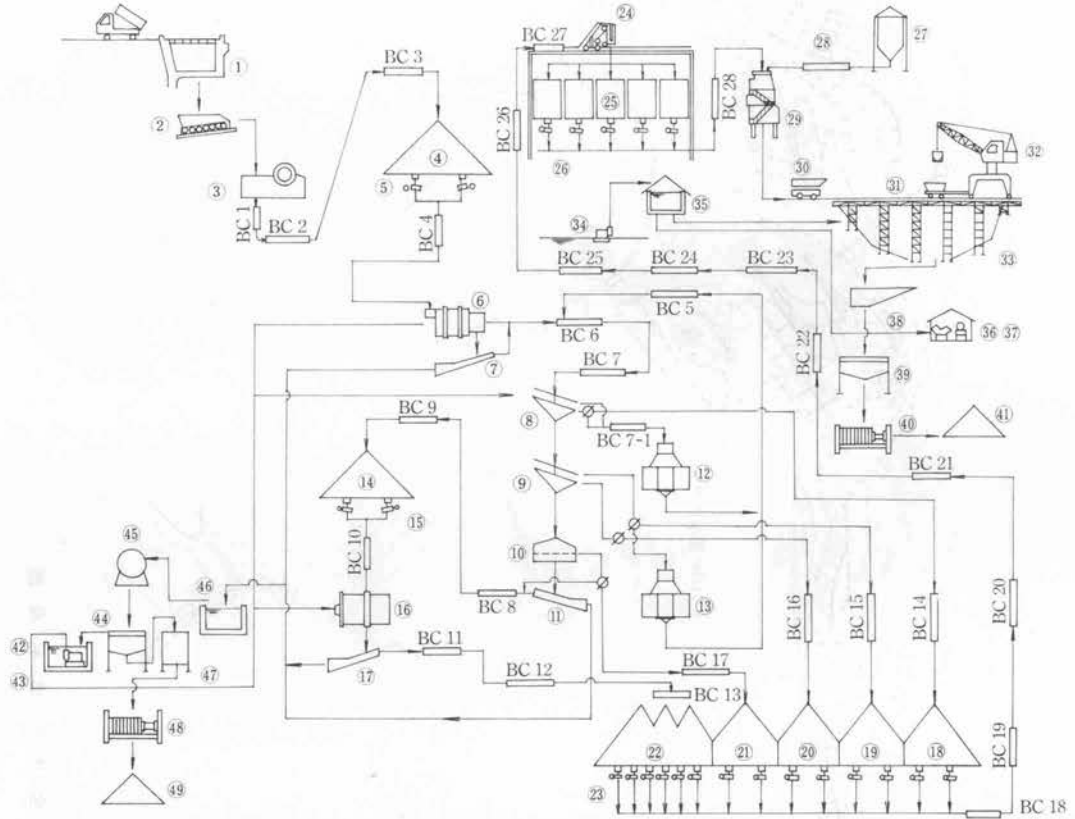 BC 27
㉔
BC 3
㉘
㉗
①
㉕
BC 28
②
BC 26
㉙
④
㉜
③
⑤
㉖
㉚
㉛
BC 1
BC 2
BC 4
㉟
㉞
㉝
BC 25
BC 24
BC 23
⑥
BC 5
BC 6
㊳
㊱ ㊲
⑦
BC 7
BC 22
㊴
BC 9
⑧
BC 7-1
㊵
㊶
⑭
⑨
⑫
BC 21
⑮
BC 10
㊺
⑩
㊻
BC 8
⑪
⑬
BC 16
BC 15
BC 14
BC 20
⑯
㊹
㊷
BC 11
㊸
㊼
⑰
BC 12
BC 17
BC 13
㊽
㉒
㉑
⑳
⑲
⑱
BC 19
㊾
㉓
BC 18